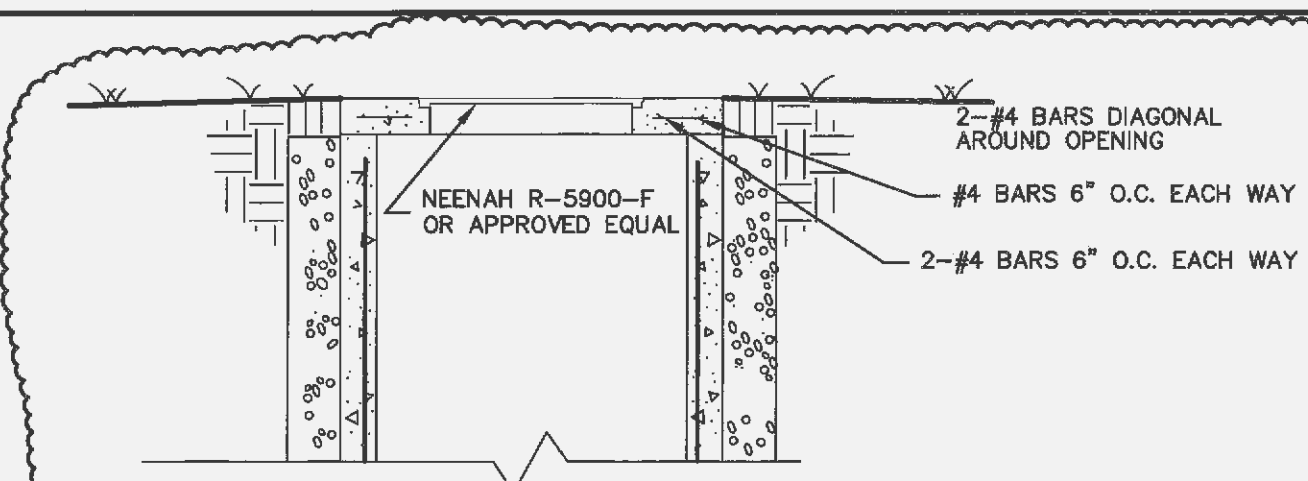 2-#4 BARS DIAGONAL
AROUND OPENING
NEENAH R-5900-F
OR APPROVED EQUAL
#4 BARS 6" O.C. EACH WAY
2-#4 BARS 6" O.C. EACH WAY